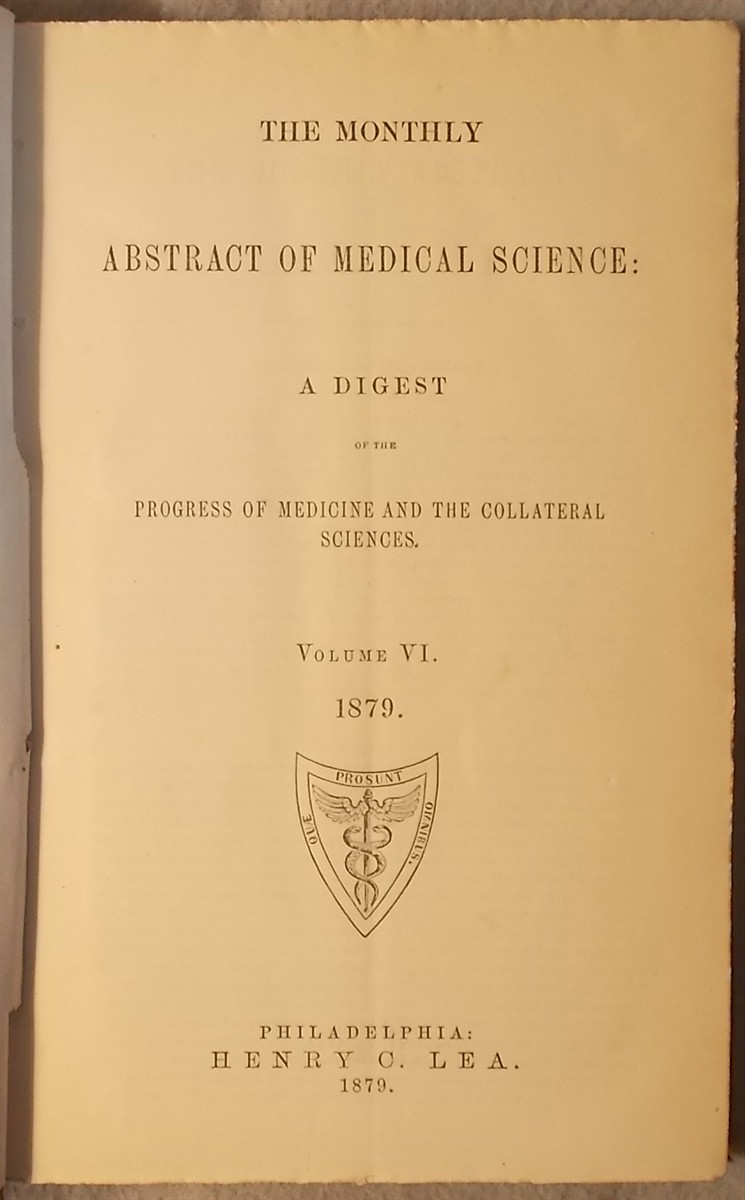 THE MONTHLY
ABSTRACT OF MEDICAL SCIENCE:
A DIGEST
OF THE
PROGRESS OF MEDICINE AND THE COLLATERAL
SCIENCES.
VOLUME VI.
1879.
QUÆ PROSUNT OMNIBUS.
PHILADELPHIA:
HENRY C. LEA.
1879.